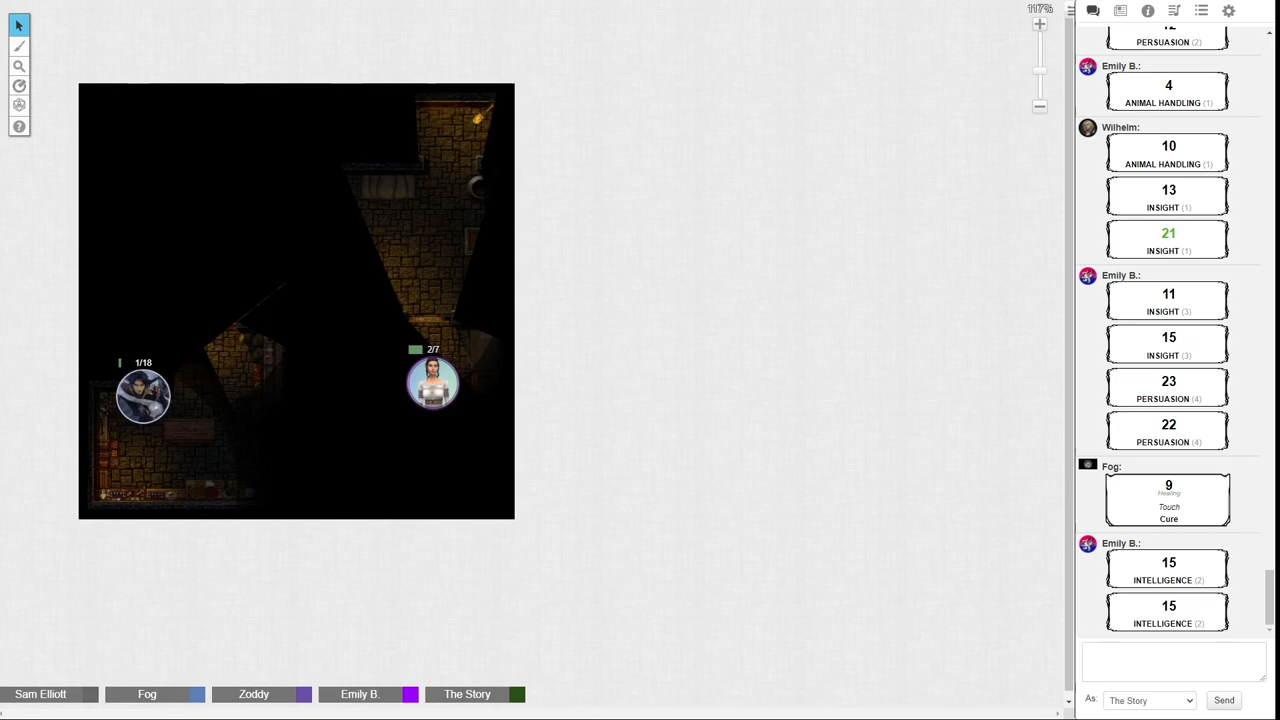 117%
12
PERSUASION (2)
Emily B.:
4
ANIMAL HANDLING (1)
Wilhelm:
10
ANIMAL HANDLING (1)
13
INSIGHT (1)
21
INSIGHT (1)
Emily B.:
11
INSIGHT (3)
15
INSIGHT (3)
23
PERSUASION (4)
22
PERSUASION (4)
Fog:
9
Healing
Touch
Cure
Emily B.:
15
INTELLIGENCE (2)
15
INTELLIGENCE (2)
2/7
1/18
As: The Story Send
Sam Elliott Fog Zoddy Emily B. The Story